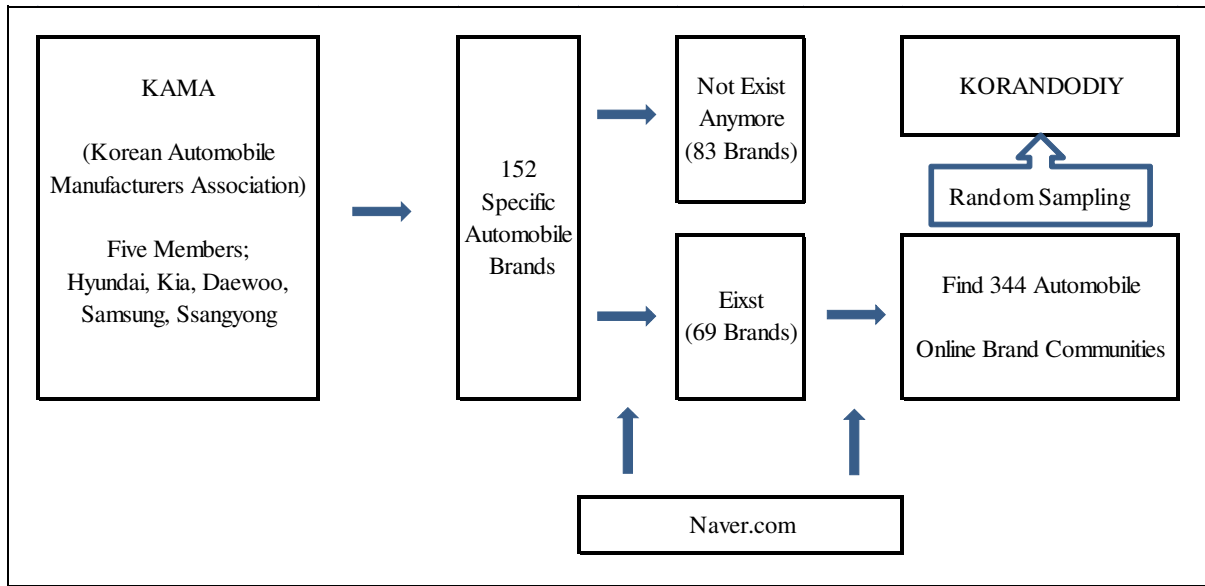 KAMA
(Korean Automobile
Manufacturers Association)
Five Members;
Hyundai, Kia, Daewoo,
Samsung, Ssangyong
152
Specific
Automobile
Brands
Not Exist
Anymore
(83 Brands)
Eixst
(69 Brands)
KORANDODIY
Random Sampling
Find 344 Automobile
Online Brand Communities
Naver.com